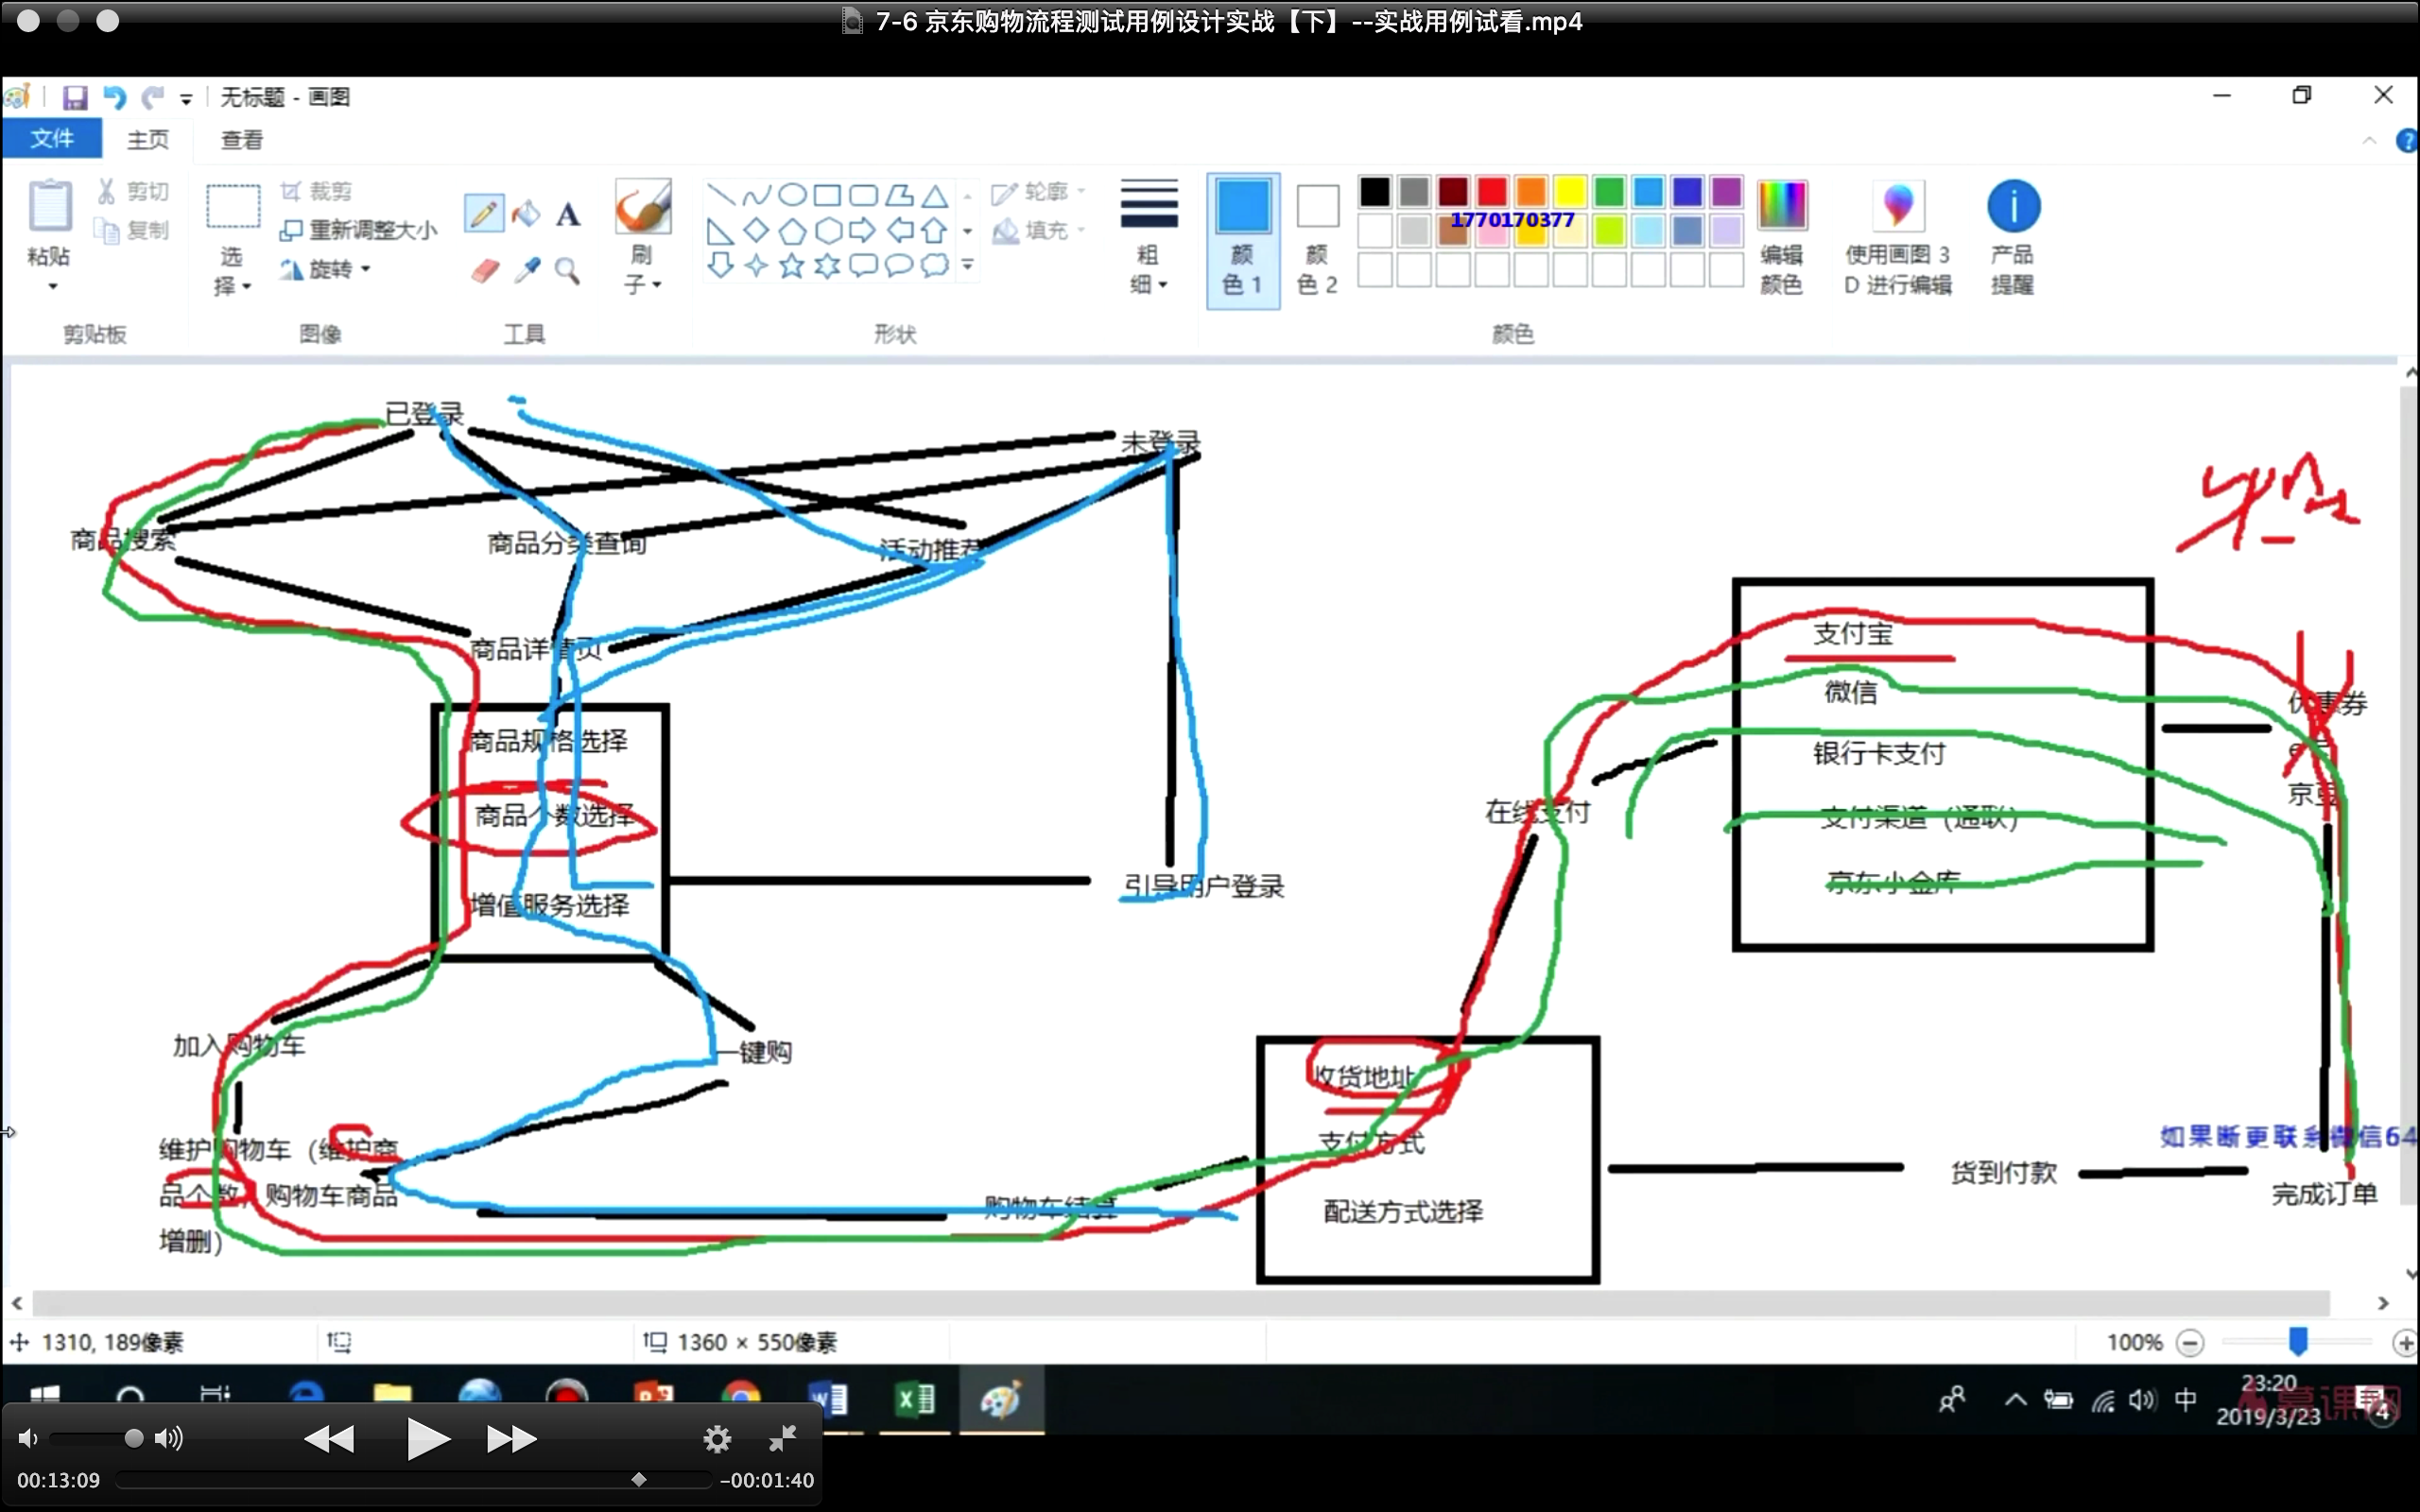 7-6 京东购物流程测试用例设计实战【下】--实战用例试看.mp4
无标题 - 画图
文件 主页 查看
粘贴
剪切
复制
剪贴板
选择
裁剪
重新调整大小
旋转
图像
A
工具
刷子
形状
轮廓
填充
粗细
颜色 1
颜色 2
1770170377
编辑颜色
颜色
使用画图 3D 进行编辑
产品提醒
已登录
未登录
商品搜索
商品分类查询
活动推荐
商品详情页
商品规格选择
商品个数选择
增值服务选择
引导用户登录
加入购物车
一键购
维护购物车（维护商
品个数，购物车商品
增删）
购物车结算
收货地址
支付方式
配送方式选择
在线支付
支付宝
微信
银行卡支付
支付渠道（通联）
京东小金库
优惠券
京豆
如果断更联系微信64
货到付款
完成订单
1310, 189像素
1360 × 550像素
100%
中
23:20
2019/3/23
慕课网
4
00:13:09
-00:01:40